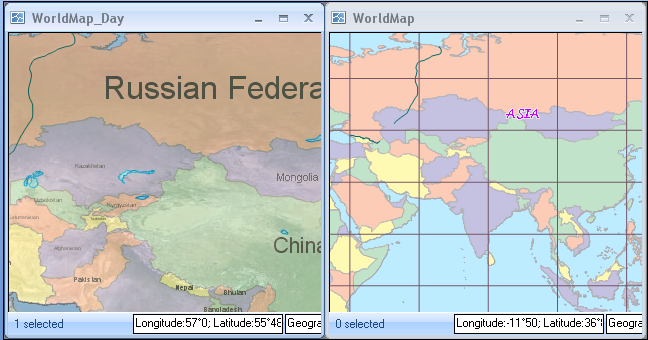 WorldMap_Day
Russian Federa
Kazakhstan
Mongolia
Uzbekistan
Kyrgyzstan
Turkmenistan
China
Afghanistan
Pakistan
Nepal
Bhutan
Bangladesh
1 selected
Longitude:57°0; Latitude:55°48
Geogra
WorldMap
ASIA
0 selected
Longitude:-11°50; Latitude:36°
Geogra